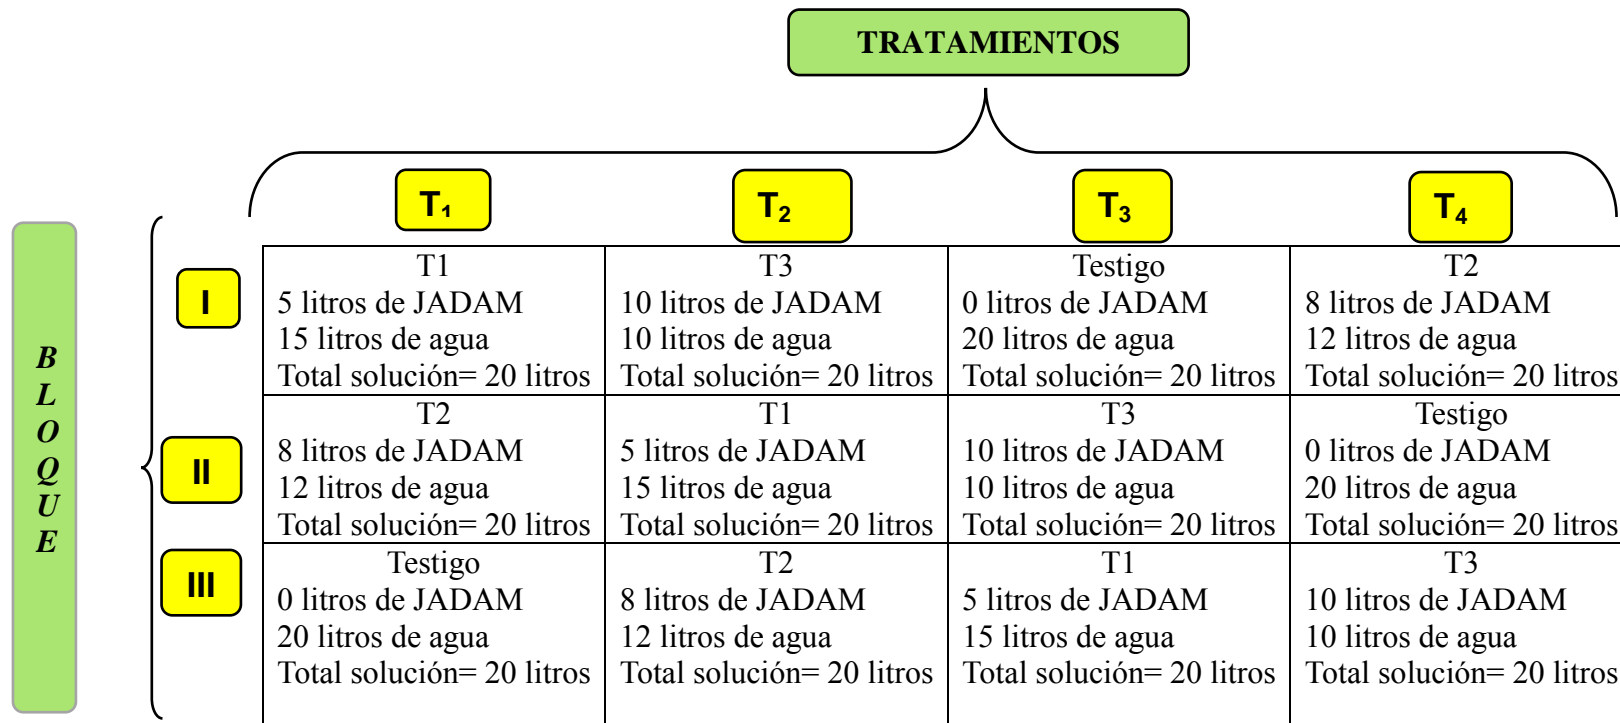 TRATAMIENTOS
T₁
T₂
T₃
T₄
BLOQUE
I
T1
5 litros de JADAM
15 litros de agua
Total solución= 20 litros
T3
10 litros de JADAM
10 litros de agua
Total solución= 20 litros
Testigo
0 litros de JADAM
20 litros de agua
Total solución= 20 litros
T2
8 litros de JADAM
12 litros de agua
Total solución= 20 litros
II
T2
8 litros de JADAM
12 litros de agua
Total solución= 20 litros
T1
5 litros de JADAM
15 litros de agua
Total solución= 20 litros
T3
10 litros de JADAM
10 litros de agua
Total solución= 20 litros
Testigo
0 litros de JADAM
20 litros de agua
Total solución= 20 litros
III
Testigo
0 litros de JADAM
20 litros de agua
Total solución= 20 litros
T2
8 litros de JADAM
12 litros de agua
Total solución= 20 litros
T1
5 litros de JADAM
15 litros de agua
Total solución= 20 litros
T3
10 litros de JADAM
10 litros de agua
Total solución= 20 litros